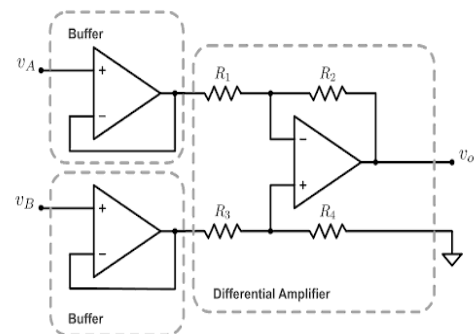 Buffer
v_A
+
−
R_1
R_2
−
+
v_o
v_B
+
−
R_3
R_4
Differential Amplifier
Buffer